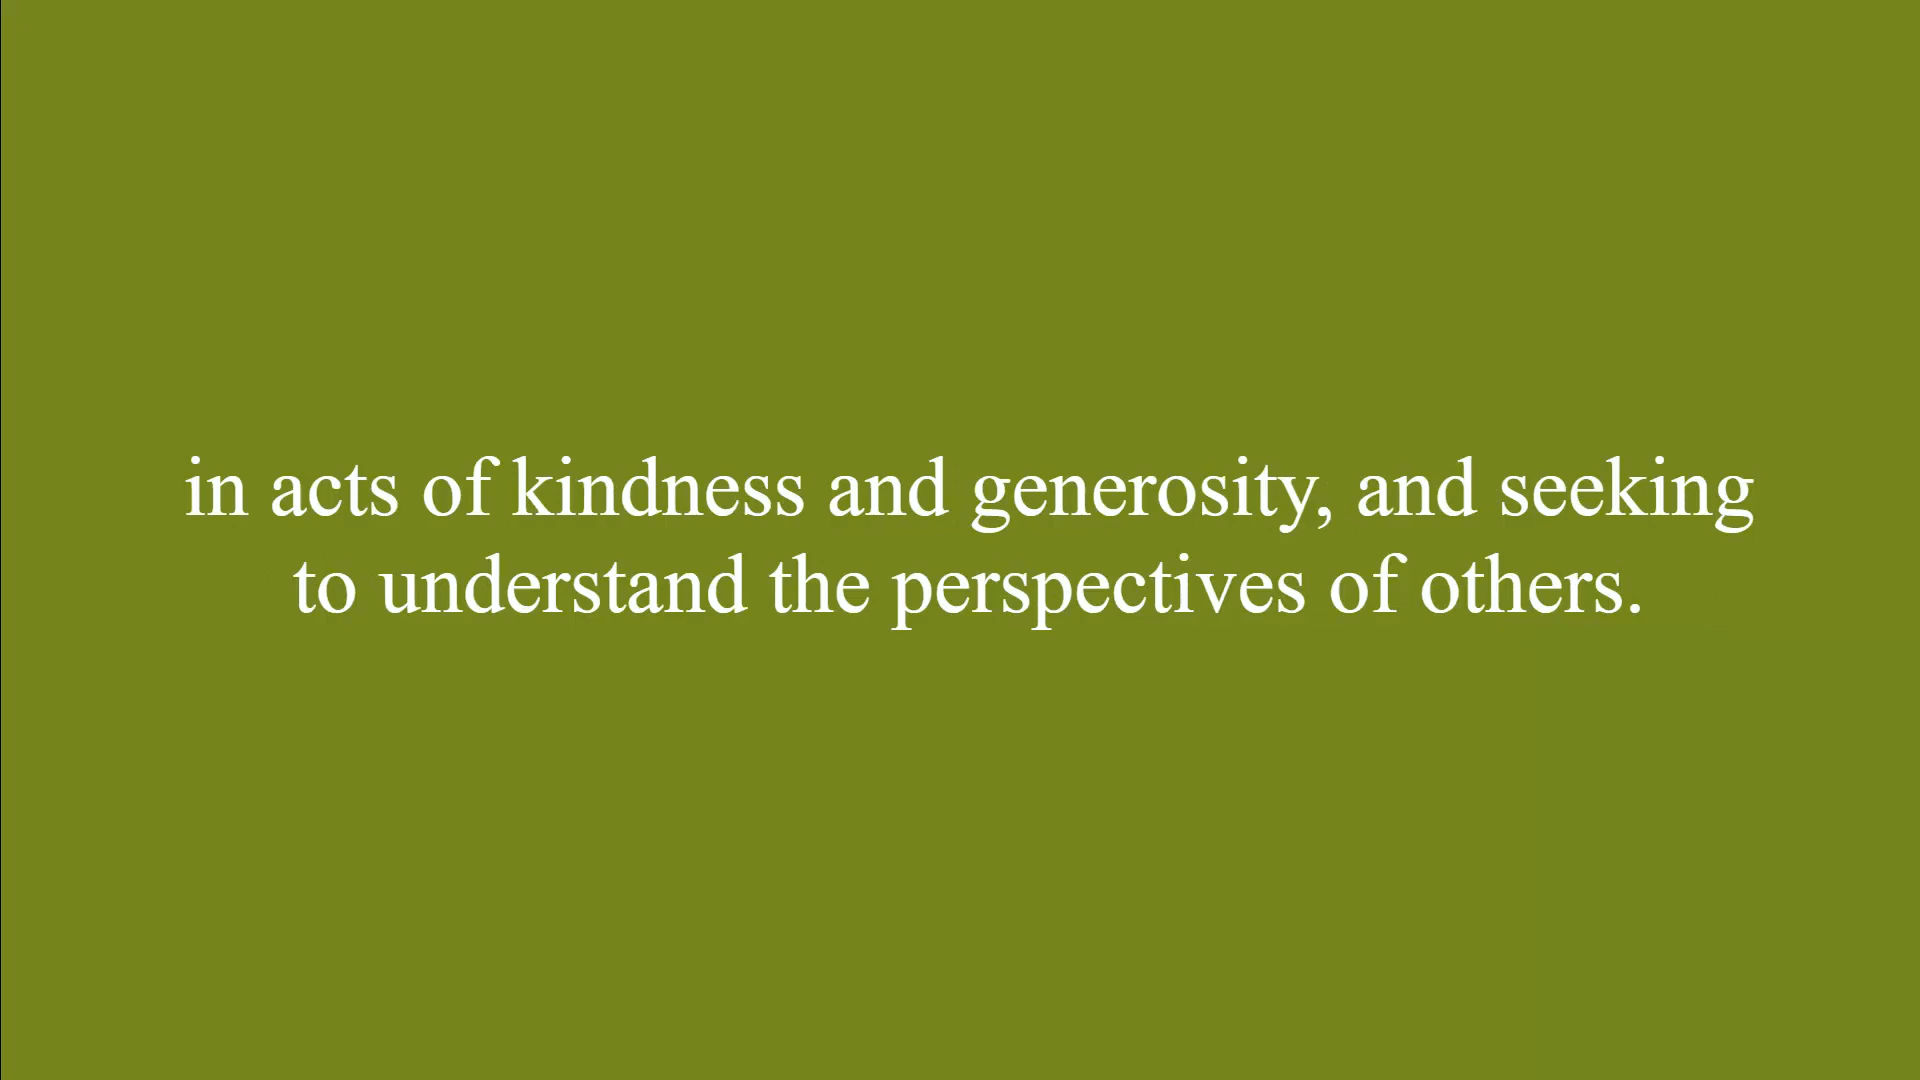 in acts of kindness and generosity, and seeking
to understand the perspectives of others.